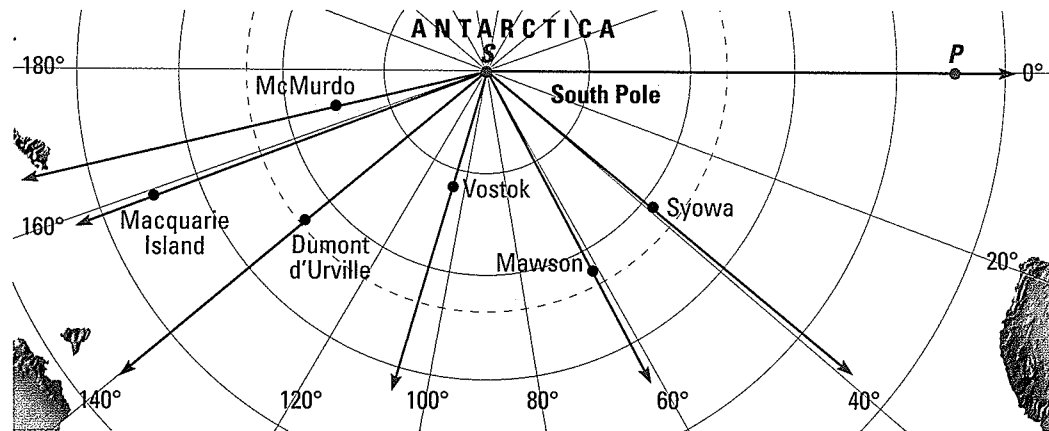 ANTARCTICA
S
P
180°
0°
McMurdo
South Pole
Vostok
Syowa
160°
Macquarie
Island
Dumont
d'Urville
Mawson
20°
140°
120°
100°
80°
60°
40°